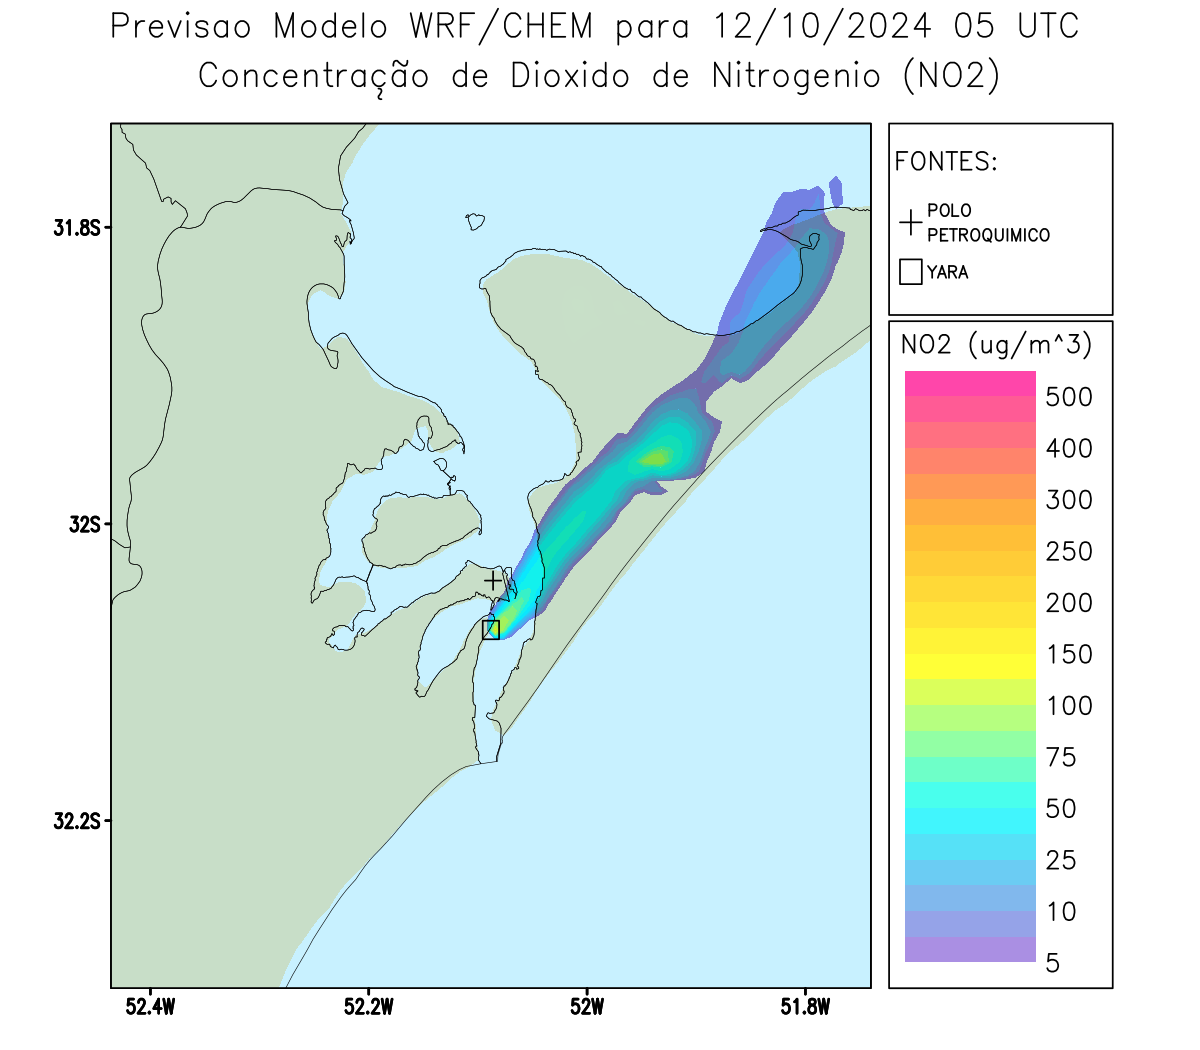 Previsao Modelo WRF/CHEM para 12/10/2024 05 UTC
Concentração de Dioxido de Nitrogenio (NO2)
FONTES:
POLO
PETROQUIMICO
YARA
31.8S
32S
32.2S
52.4W
52.2W
52W
51.8W
NO2 (ug/m^3)
500
400
300
250
200
150
100
75
50
25
10
5